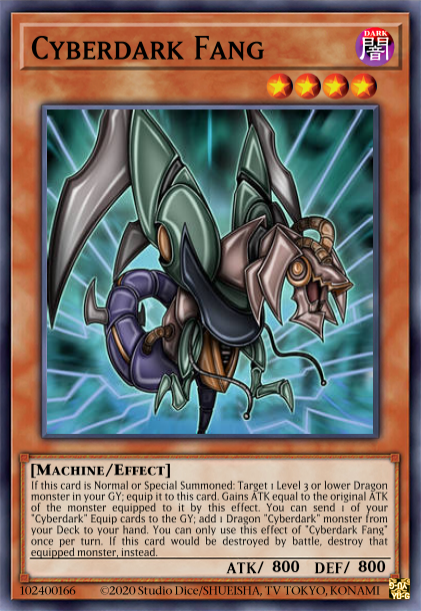 Cyberdark Fang
DARK
闇
[Machine/Effect]
If this card is Normal or Special Summoned: Target 1 Level 3 or lower Dragon
monster in your GY; equip it to this card. Gains ATK equal to the original ATK
of the monster equipped to it by this effect. You can send 1 of your
"Cyberdark" Equip cards to the GY; add 1 Dragon "Cyberdark" monster from
your Deck to your hand. You can only use this effect of "Cyberdark Fang"
once per turn. If this card would be destroyed by battle, destroy that
equipped monster, instead.
ATK/ 800 DEF/ 800
102400166 ©2020 Studio Dice/SHUEISHA, TV TOKYO, KONAMI